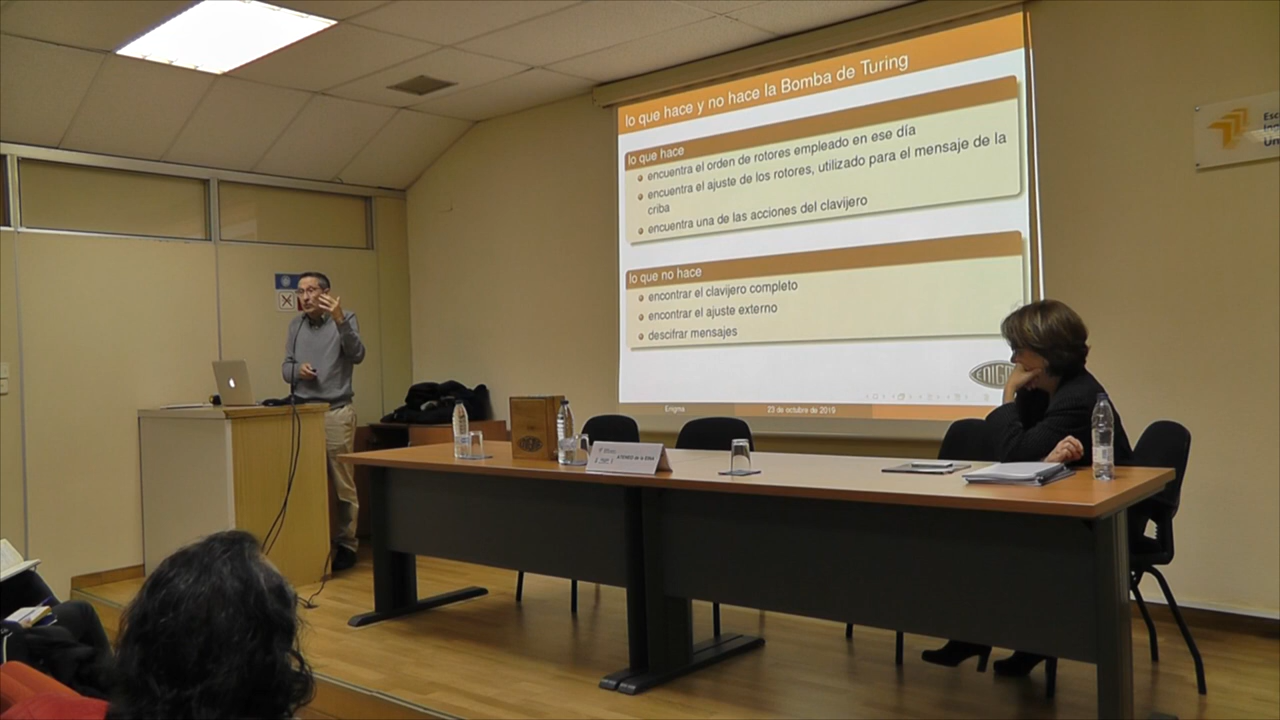 lo que hace y no hace la Bomba de Turing
lo que hace
encuentra el orden de rotores empleado en ese día
encuentra el ajuste de los rotores, utilizado para el mensaje de la
criba
encuentra una de las acciones del clavijero
lo que no hace
encontrar el clavijero completo
encontrar el ajuste externo
descifrar mensajes
Enigma
23 de octubre de 2019
ATENEO de la